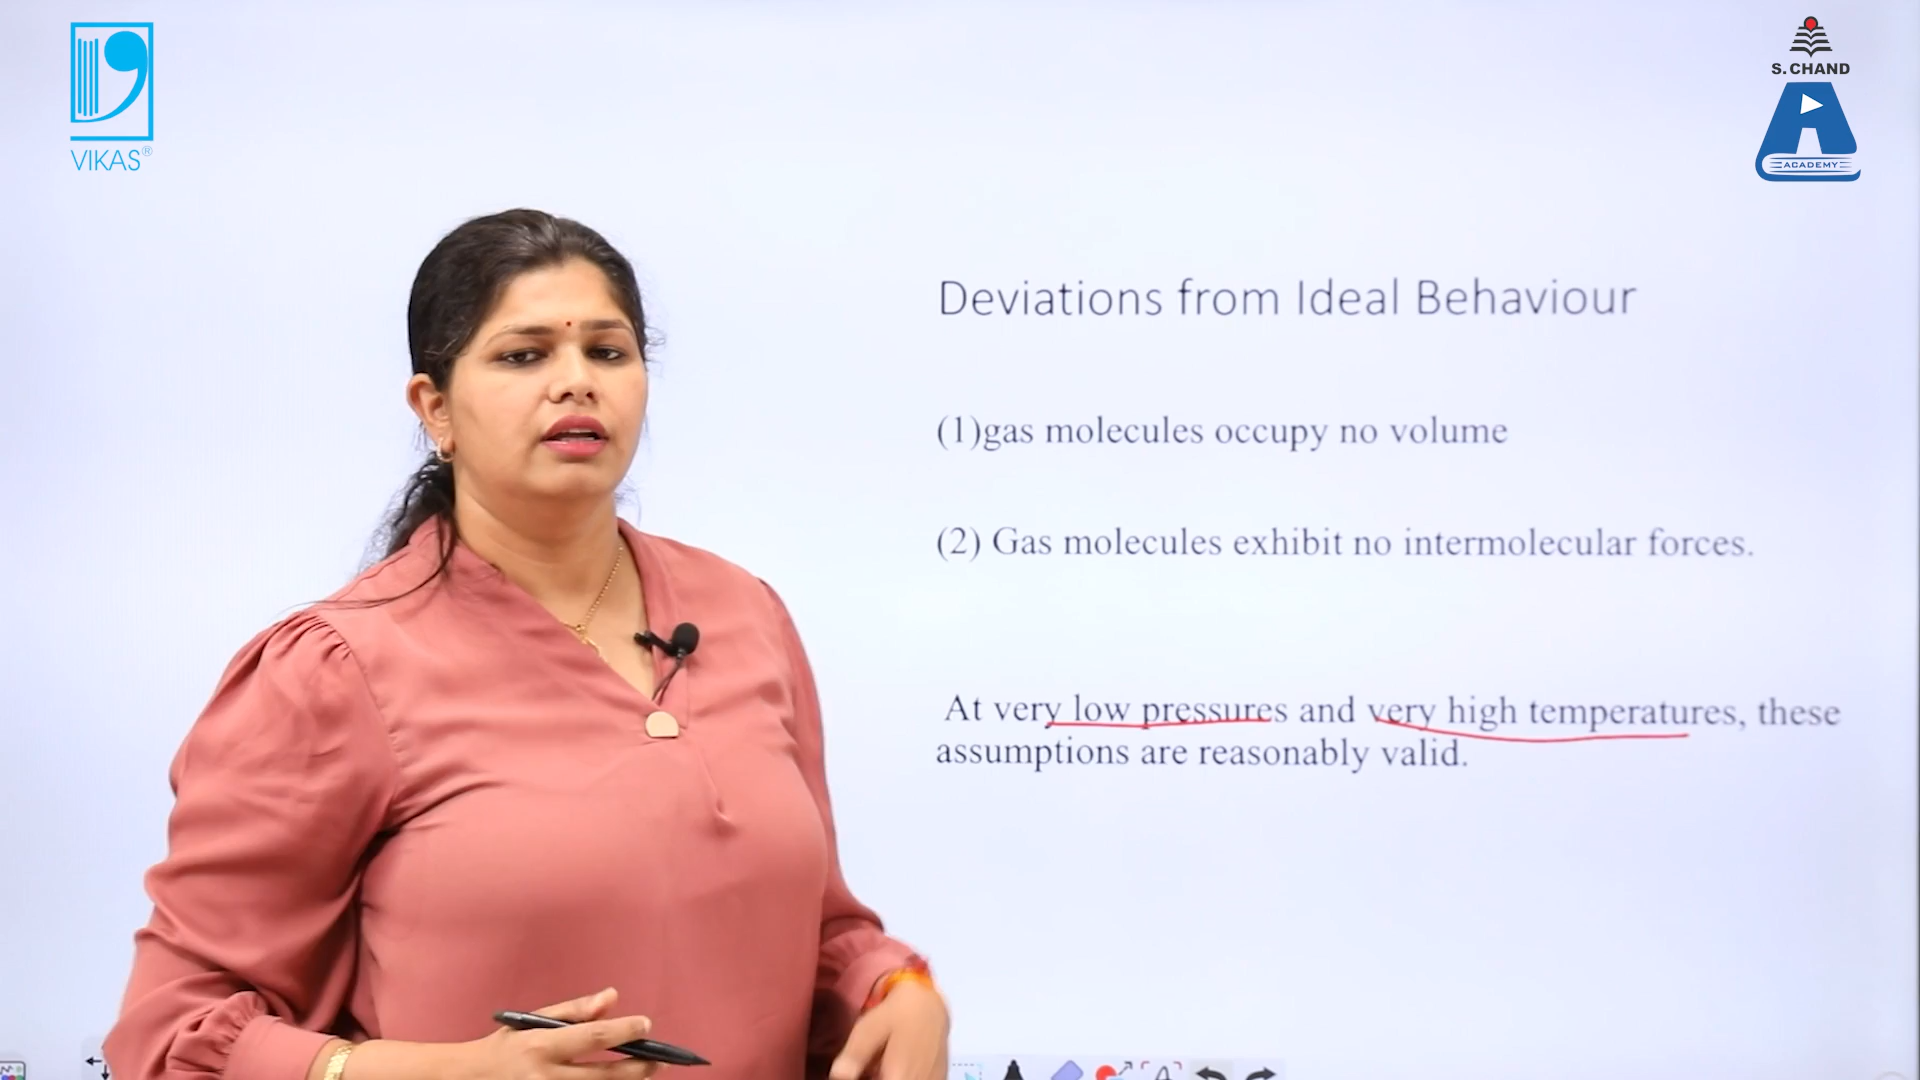 VIKAS®
S. CHAND
ACADEMY
Deviations from Ideal Behaviour
(1)gas molecules occupy no volume
(2) Gas molecules exhibit no intermolecular forces.
At very low pressures and very high temperatures, these
assumptions are reasonably valid.